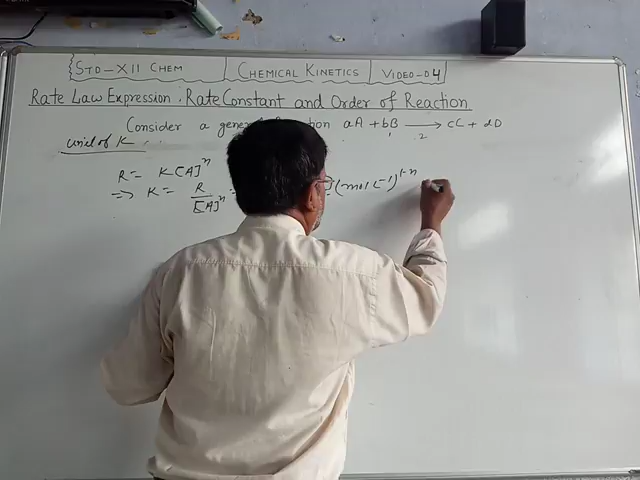 STD-XII CHEM CHEMICAL KINETICS VIDEO-04
Rate Law Expression. Rate Constant and Order of Reaction
Consider a general Reaction aA + bB → cC + dD
unit of K
R = K[A]^n
=> K = R/[A]^n = (mol L^-1)^1-n